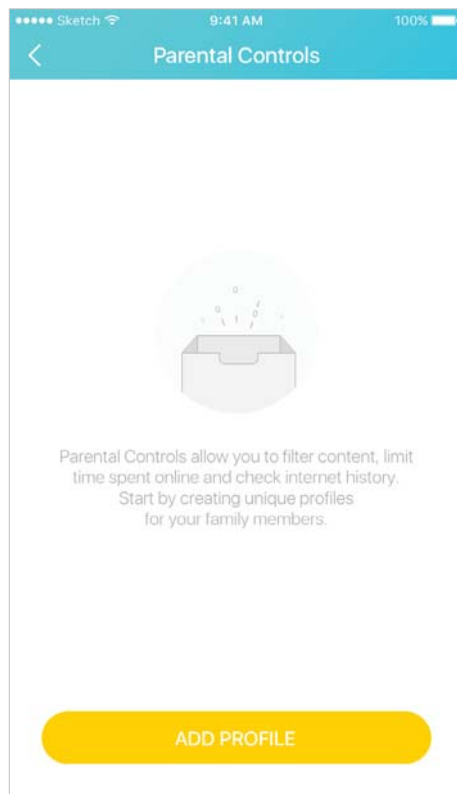 Sketch 9:41 AM 100%
Parental Controls
Parental Controls allow you to filter content, limit
time spent online and check internet history.
Start by creating unique profiles
for your family members.
ADD PROFILE